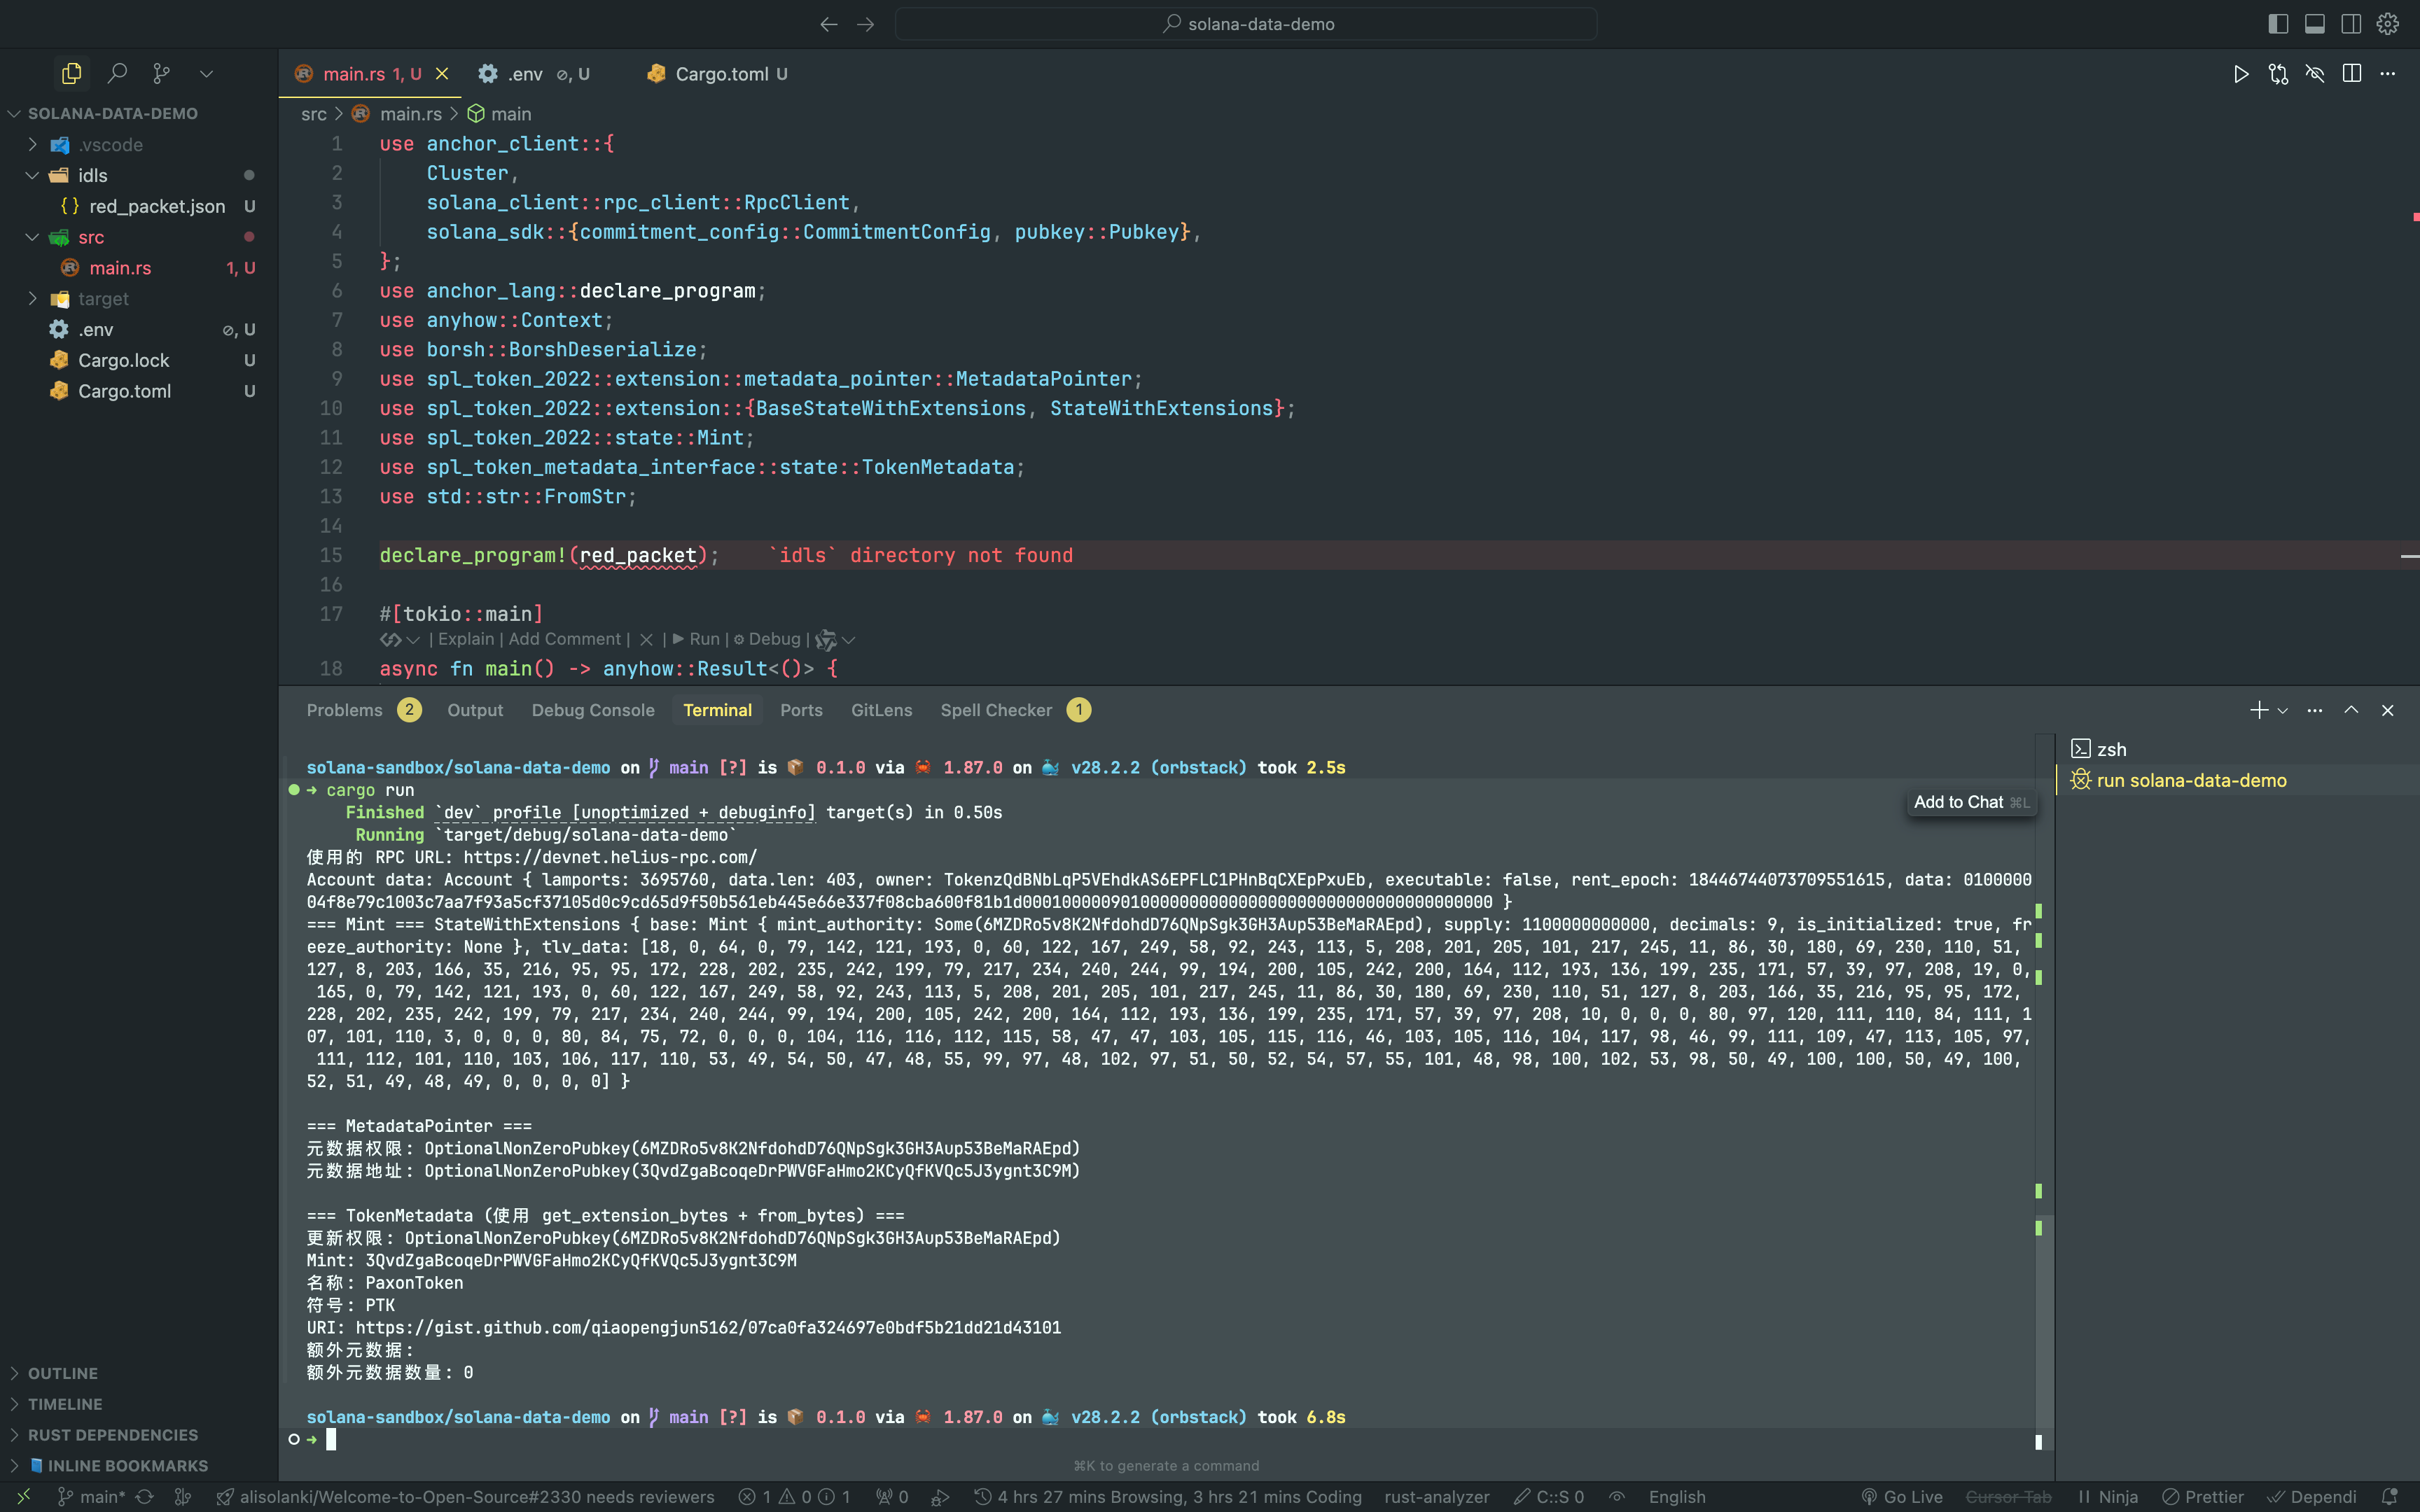 solana-data-demo
main.rs 1, U
.env ⊘, U
Cargo.toml U
SOLANA-DATA-DEMO
.vscode
idls
red_packet.json U
src
main.rs 1, U
target
.env ⊘, U
Cargo.lock U
Cargo.toml U
OUTLINE
TIMELINE
RUST DEPENDENCIES
INLINE BOOKMARKS
src > main.rs > main
1 use anchor_client::{
2 Cluster,
3 solana_client::rpc_client::RpcClient,
4 solana_sdk::{commitment_config::CommitmentConfig, pubkey::Pubkey},
5 };
6 use anchor_lang::declare_program;
7 use anyhow::Context;
8 use borsh::BorshDeserialize;
9 use spl_token_2022::extension::metadata_pointer::MetadataPointer;
10 use spl_token_2022::extension::{BaseStateWithExtensions, StateWithExtensions};
11 use spl_token_2022::state::Mint;
12 use spl_token_metadata_interface::state::TokenMetadata;
13 use std::str::FromStr;
14
15 declare_program!(red_packet); `idls` directory not found
16
17 #[tokio::main]
| Explain | Add Comment | × | ▶ Run | Debug |
18 async fn main() -> anyhow::Result<()> {
Problems 2 Output Debug Console Terminal Ports GitLens Spell Checker 1
zsh
run solana-data-demo
Add to Chat ⌘L
solana-sandbox/solana-data-demo on main [?] is 📦 0.1.0 via 🦀 1.87.0 on 🐳 v28.2.2 (orbstack) took 2.5s
➜ cargo run
Finished `dev` profile [unoptimized + debuginfo] target(s) in 0.50s
Running `target/debug/solana-data-demo`
使用的 RPC URL: https://devnet.helius-rpc.com/
Account data: Account { lamports: 3695760, data.len: 403, owner: TokenzQdBNbLqP5VEhdkAS6EPFLC1PHnBqCXEpPxuEb, executable: false, rent_epoch: 18446744073709551615, data: 0100000
04f8e79c1003c7aa7f93a5cf37105d0c9cd65d9f50b561eb445e66e337f08cba600f81b1d0001000009010000000000000000000000000000000000 }
=== Mint === StateWithExtensions { base: Mint { mint_authority: Some(6MZDRo5v8K2NfdohdD76QNpSgk3GH3Aup53BeMaRAEpd), supply: 1100000000000, decimals: 9, is_initialized: true, fr
eeze_authority: None }, tlv_data: [18, 0, 64, 0, 79, 142, 121, 193, 0, 60, 122, 167, 249, 58, 92, 243, 113, 5, 208, 201, 205, 101, 217, 245, 11, 86, 30, 180, 69, 230, 110, 51,
127, 8, 203, 166, 35, 216, 95, 95, 172, 228, 202, 235, 242, 199, 79, 217, 234, 240, 244, 99, 194, 200, 105, 242, 200, 164, 112, 193, 136, 199, 235, 171, 57, 39, 97, 208, 19, 0,
165, 0, 79, 142, 121, 193, 0, 60, 122, 167, 249, 58, 92, 243, 113, 5, 208, 201, 205, 101, 217, 245, 11, 86, 30, 180, 69, 230, 110, 51, 127, 8, 203, 166, 35, 216, 95, 95, 172,
228, 202, 235, 242, 199, 79, 217, 234, 240, 244, 99, 194, 200, 105, 242, 200, 164, 112, 193, 136, 199, 235, 171, 57, 39, 97, 208, 10, 0, 0, 0, 80, 97, 120, 111, 110, 84, 111, 1
07, 101, 110, 3, 0, 0, 0, 80, 84, 75, 72, 0, 0, 0, 104, 116, 116, 112, 115, 58, 47, 47, 103, 105, 115, 116, 46, 103, 105, 116, 104, 117, 98, 46, 99, 111, 109, 47, 113, 105, 97,
111, 112, 101, 110, 103, 106, 117, 110, 53, 49, 54, 50, 47, 48, 55, 99, 97, 48, 102, 97, 51, 50, 52, 54, 57, 55, 101, 48, 98, 100, 102, 53, 98, 50, 49, 100, 100, 50, 49, 100,
52, 51, 49, 48, 49, 0, 0, 0, 0] }
=== MetadataPointer ===
元数据权限: OptionalNonZeroPubkey(6MZDRo5v8K2NfdohdD76QNpSgk3GH3Aup53BeMaRAEpd)
元数据地址: OptionalNonZeroPubkey(3QvdZgaBcoqeDrPWVGFaHmo2KCyQfKVQc5J3ygnt3C9M)
=== TokenMetadata (使用 get_extension_bytes + from_bytes) ===
更新权限: OptionalNonZeroPubkey(6MZDRo5v8K2NfdohdD76QNpSgk3GH3Aup53BeMaRAEpd)
Mint: 3QvdZgaBcoqeDrPWVGFaHmo2KCyQfKVQc5J3ygnt3C9M
名称: PaxonToken
符号: PTK
URI: https://gist.github.com/qiaopengjun5162/07ca0fa324697e0bdf5b21dd21d43101
额外元数据:
额外元数据数量: 0
solana-sandbox/solana-data-demo on main [?] is 📦 0.1.0 via 🦀 1.87.0 on 🐳 v28.2.2 (orbstack) took 6.8s
➜
⌘K to generate a command
main* alisolanki/Welcome-to-Open-Source#2330 needs reviewers 1 0 1 0 4 hrs 27 mins Browsing, 3 hrs 21 mins Coding rust-analyzer C::S 0 English Go Live Cursor Tab Ninja Prettier Dependi